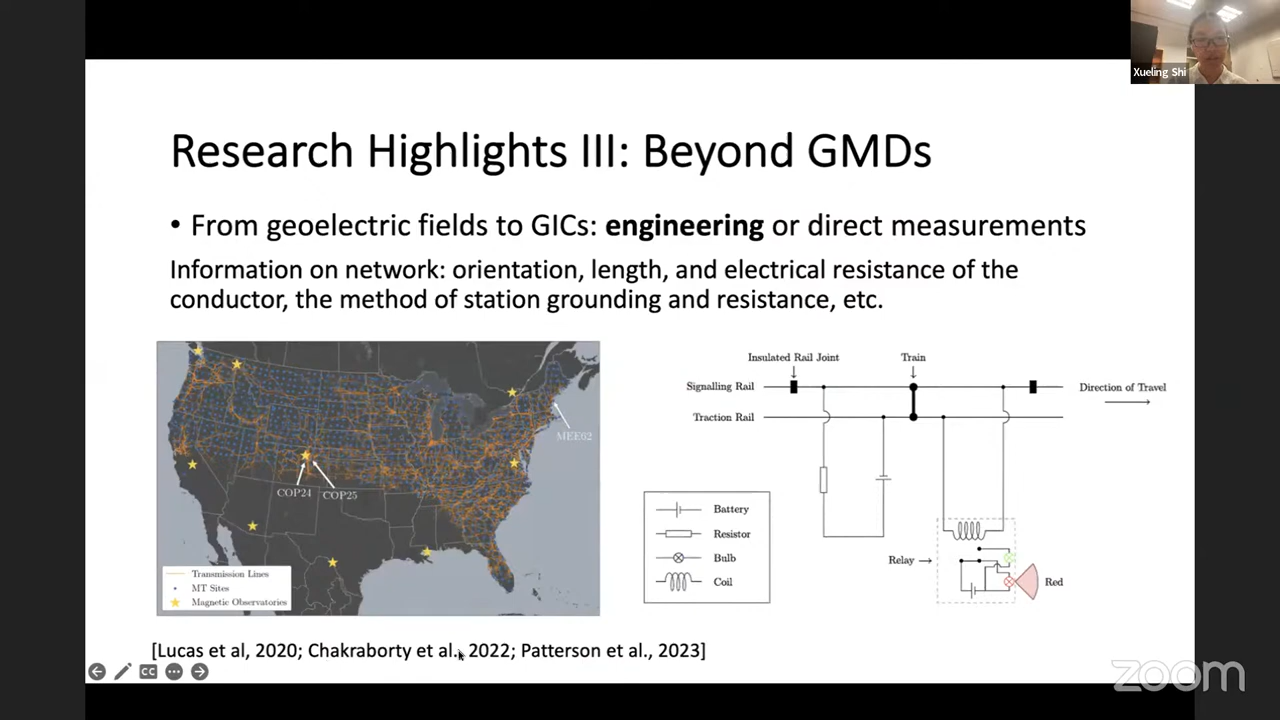 Xueling Shi
Research Highlights III: Beyond GMDs
• From geoelectric fields to GICs: engineering or direct measurements
Information on network: orientation, length, and electrical resistance of the
conductor, the method of station grounding and resistance, etc.
MEE62
COP24
COP25
Transmission Lines
MT Sites
Magnetic Observatories
Insulated Rail Joint
Train
Signalling Rail
Direction of Travel
Traction Rail
Battery
Resistor
Bulb
Coil
Relay
Red
[Lucas et al, 2020; Chakraborty et al., 2022; Patterson et al., 2023]
CC
zoom